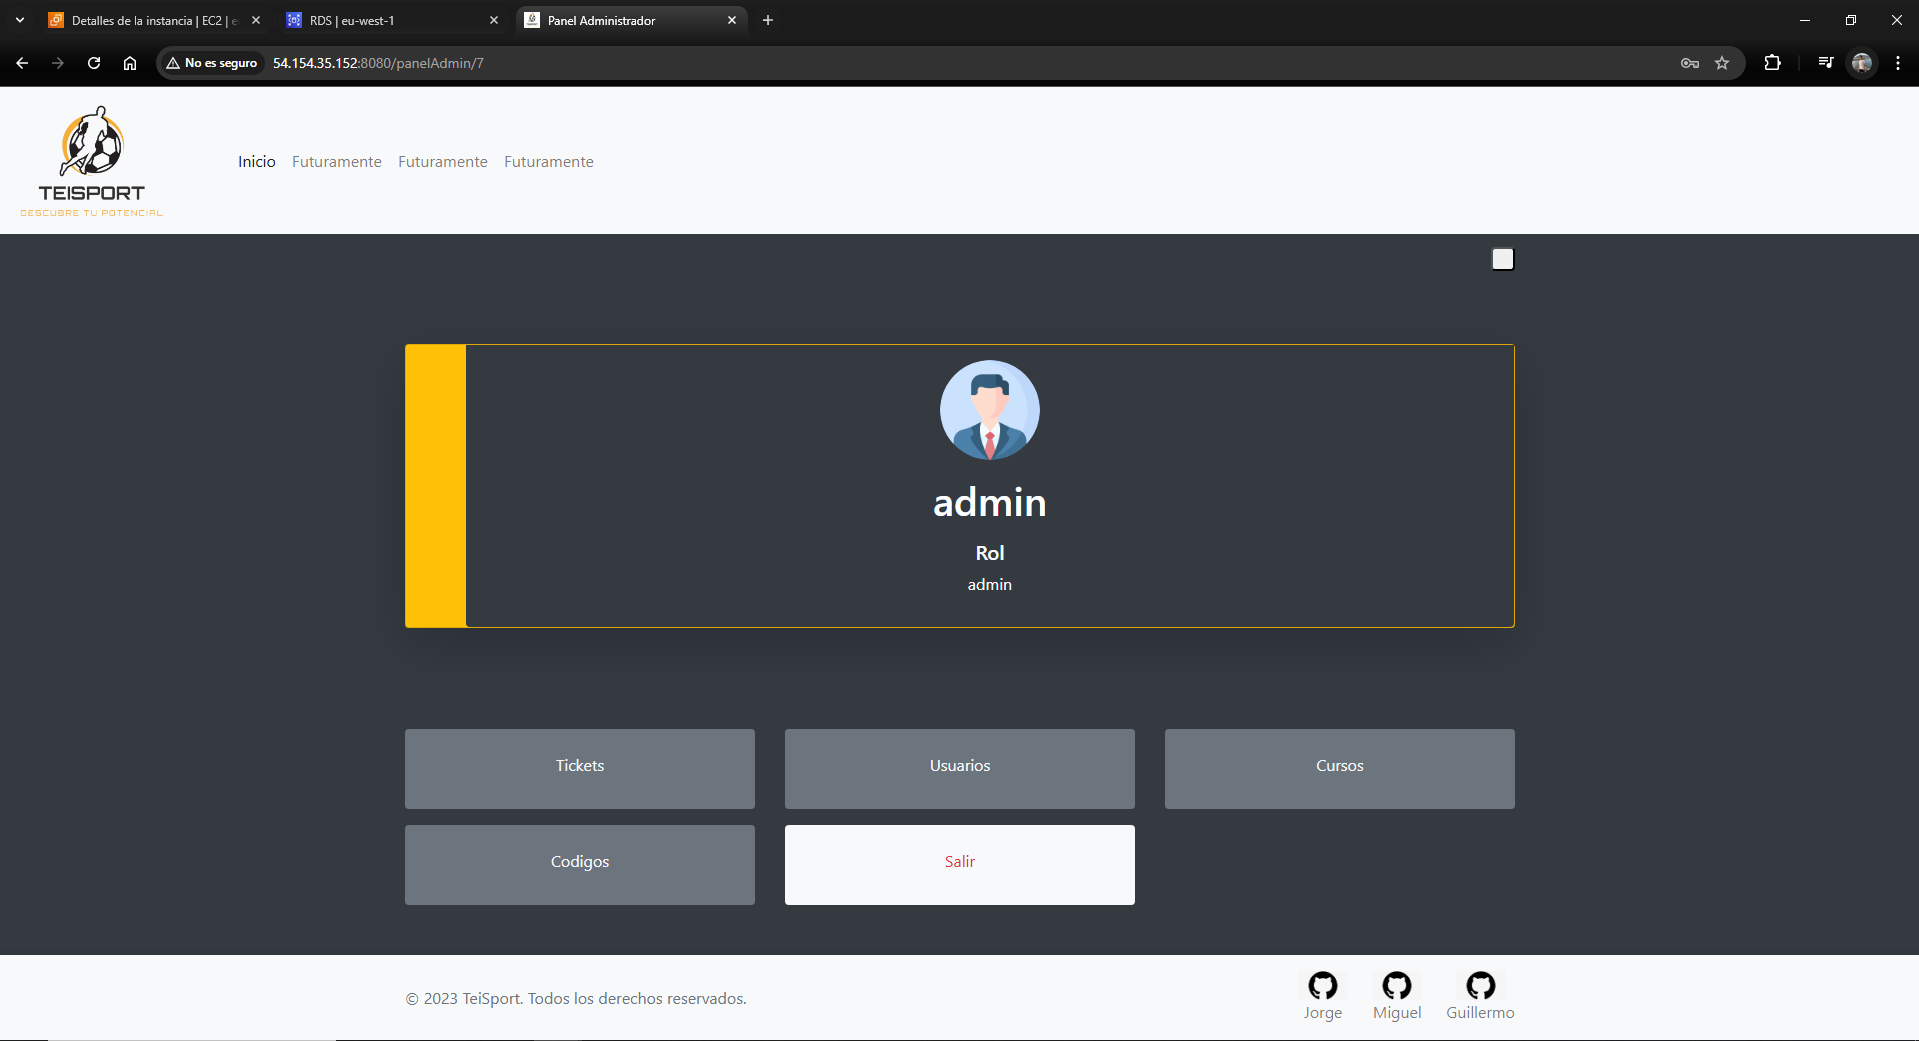 Detalles de la instancia | EC2 | e
RDS | eu-west-1
Panel Administrador
No es seguro
54.154.35.152:8080/panelAdmin/7
TEISPORT
DESCUBRE TU POTENCIAL
Inicio
Futuramente
Futuramente
Futuramente
admin
Rol
admin
Tickets
Usuarios
Cursos
Codigos
Salir
© 2023 TeiSport. Todos los derechos reservados.
Jorge
Miguel
Guillermo